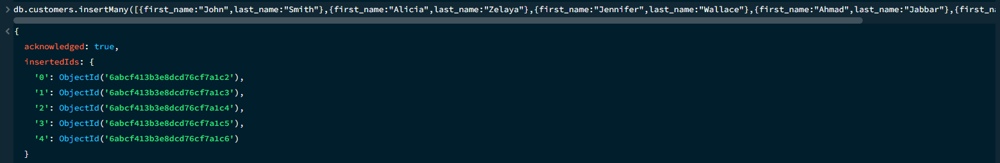 db.customers.insertMany([{first_name:"John",last_name:"Smith"},{first_name:"Alicia",last_name:"Zelaya"},{first_name:"Jennifer",last_name:"Wallace"},{first_name:"Ahmad",last_name:"Jabbar"},{first_na
{
acknowledged: true,
insertedIds: {
'0': ObjectId('6abcf413b3e8dcd76cf7a1c2'),
'1': ObjectId('6abcf413b3e8dcd76cf7a1c3'),
'2': ObjectId('6abcf413b3e8dcd76cf7a1c4'),
'3': ObjectId('6abcf413b3e8dcd76cf7a1c5'),
'4': ObjectId('6abcf413b3e8dcd76cf7a1c6')
}